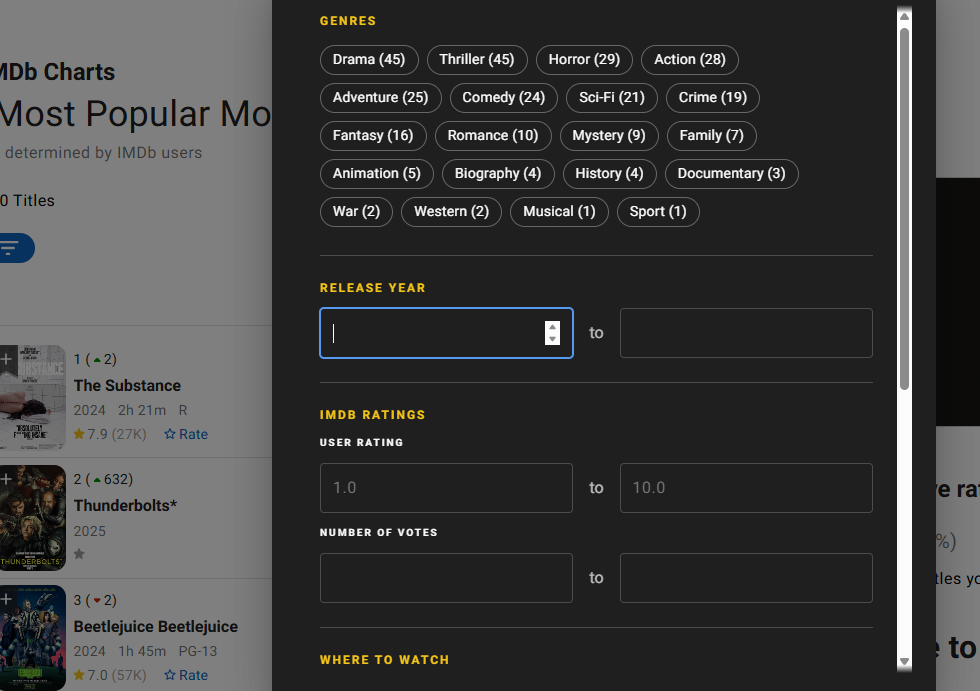 GENRES
Drama (45) Thriller (45) Horror (29) Action (28)
Adventure (25) Comedy (24) Sci-Fi (21) Crime (19)
Fantasy (16) Romance (10) Mystery (9) Family (7)
Animation (5) Biography (4) History (4) Documentary (3)
War (2) Western (2) Musical (1) Sport (1)
RELEASE YEAR
to
IMDB RATINGS
USER RATING
1.0 to 10.0
NUMBER OF VOTES
to
WHERE TO WATCH
MDb Charts
Most Popular Mo
determined by IMDb users
0 Titles
1 (2)
The Substance
2024 2h 21m R
7.9 (27K) Rate
2 (632)
Thunderbolts*
2025
THUNDERBOLTS*
3 (2)
Beetlejuice Beetlejuice
2024 1h 45m PG-13
7.0 (57K) Rate
ve rat
%)
tles yo
e to